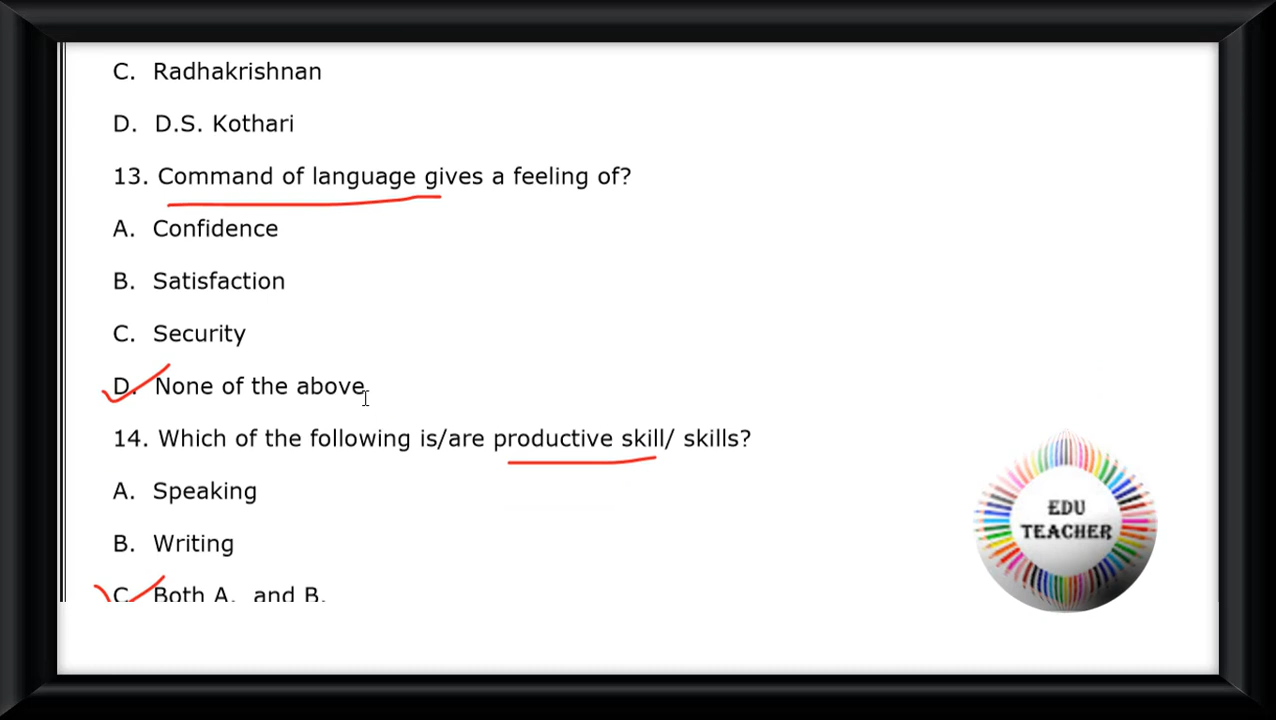 C. Radhakrishnan
D. D.S. Kothari
13. Command of language gives a feeling of?
A. Confidence
B. Satisfaction
C. Security
D. None of the above
14. Which of the following is/are productive skill/ skills?
A. Speaking
B. Writing
C. Both A. and B.
EDU
TEACHER